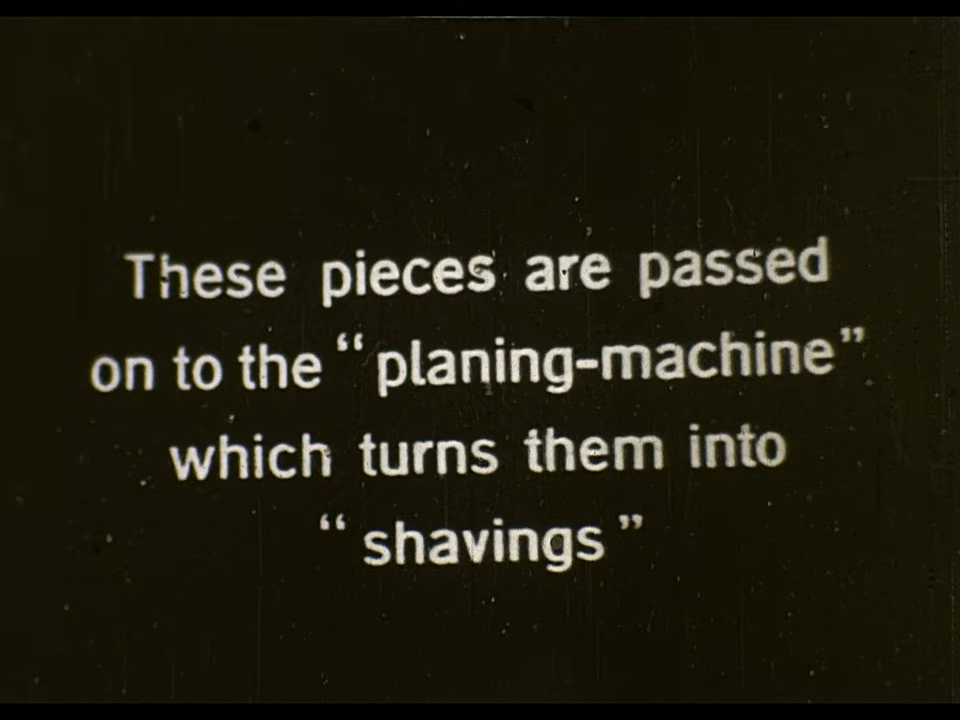 These pieces are passed
on to the “planing-machine”
which turns them into
“shavings”